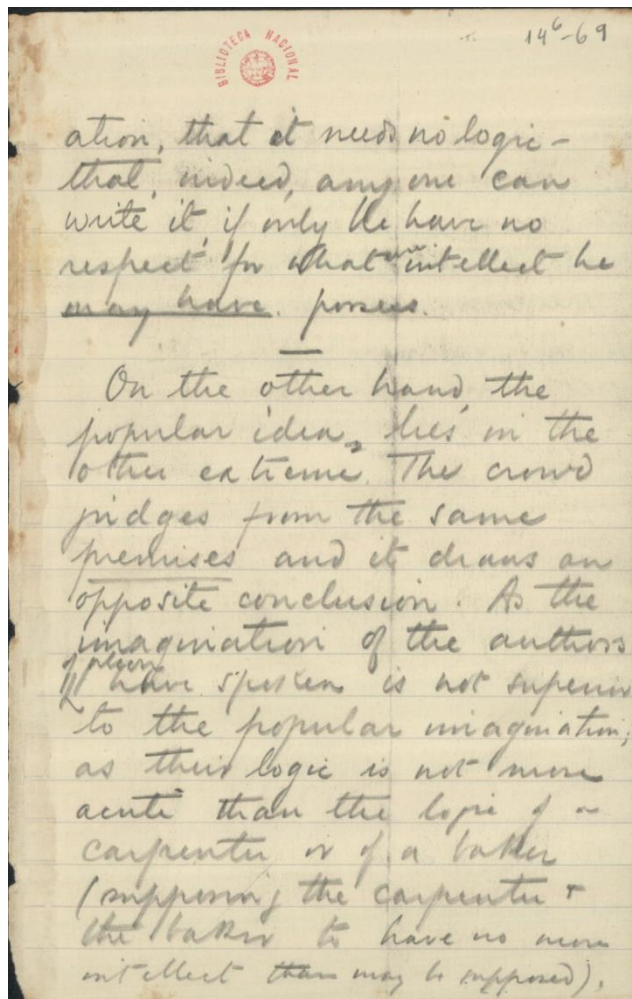 BIBLIOTECA NACIONAL
14⁶-69
ation, that it needs no logic –
that, indeed, anyone can
write it, if only he have no
respect for what intellect he
may have. possess.
On the other hand, the
popular idea, lies in the
other extreme. The crowd
judges from the same
premises and it draws an
opposite conclusion. As the
imagination of the authors
of whom I have spoken is not superior
to the popular imagination;
as their logic is not more
acute than the logic of a
carpenter or of a baker
(supposing the carpenter &
the baker to have no more
intellect than may be supposed),